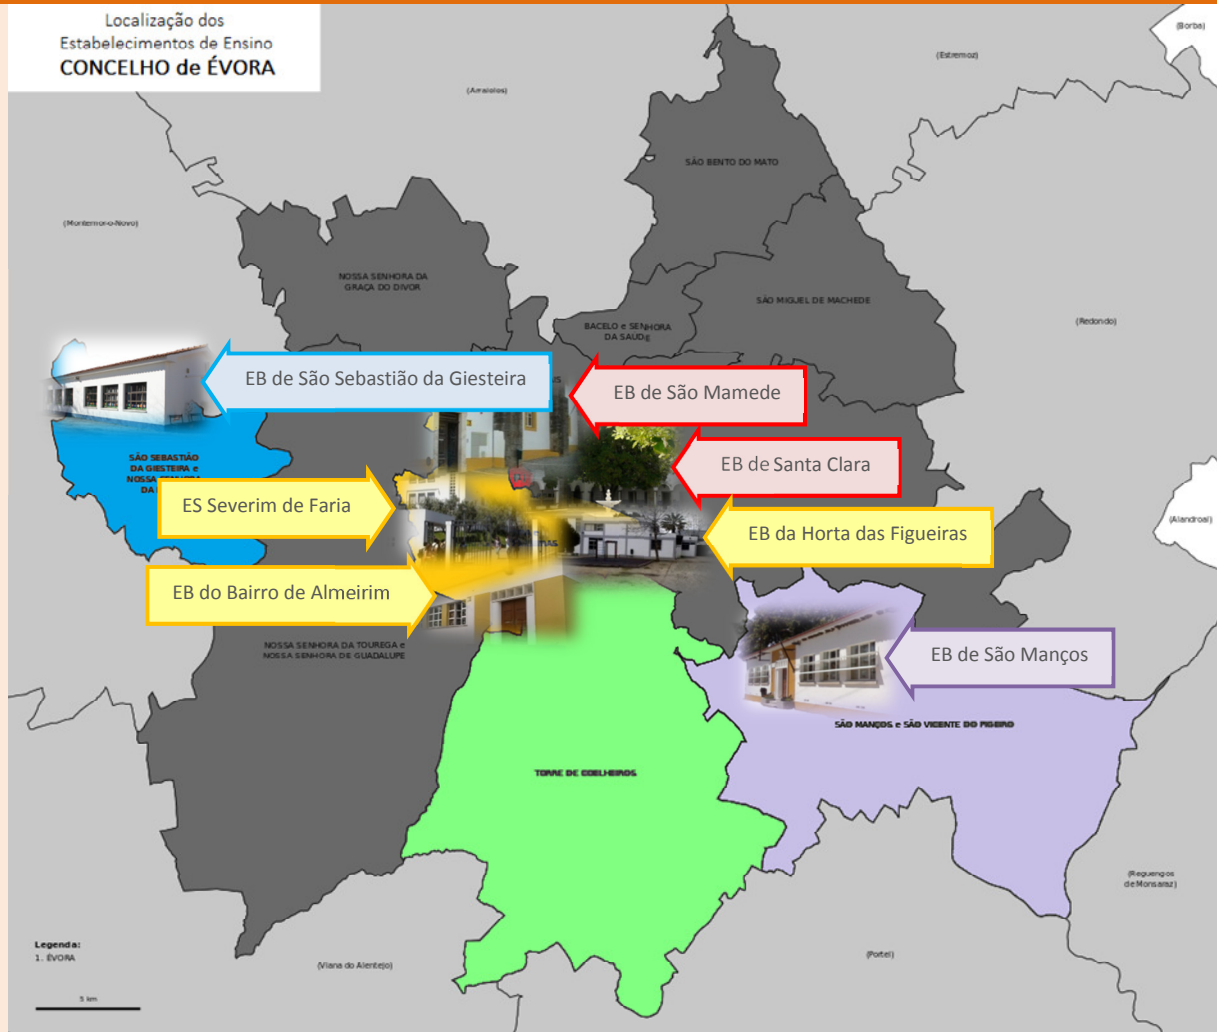 Localização dos
Estabelecimentos de Ensino
CONCELHO de ÉVORA
(Borba)
(Estremoz)
(Arraiolos)
SÃO BENTO DO MATO
(Montemor-o-Novo)
NOSSA SENHORA DA
GRAÇA DO DIVOR
SÃO MIGUEL DE MACHEDE
BACELO e SENHORA
DA SAÚDE
(Redondo)
EB de São Sebastião da Giesteira
EB de São Mamede
SÃO SEBASTIÃO
DA GIESTEIRA e
NOSSA SENHORA
DA
EB de Santa Clara
ES Severim de Faria
(Alandroal)
EB da Horta das Figueiras
EB do Bairro de Almeirim
NOSSA SENHORA DA TOUREGA e
NOSSA SENHORA DE GUADALUPE
EB de São Manços
SÃO MANÇOS e SÃO VICENTE DO PIGEIRO
TORRE DE COELHEIROS
(Reguengos
de Monsaraz)
Legenda:
1. ÉVORA
(Viana do Alentejo)
(Portel)
5 km